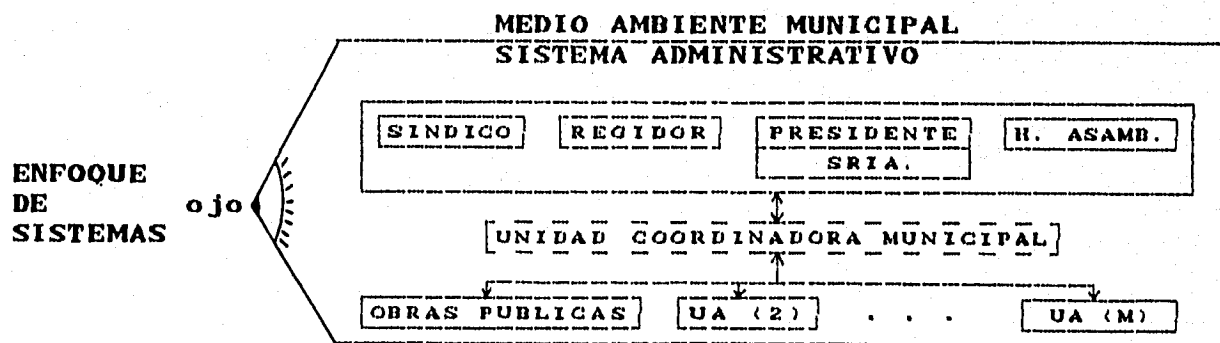 MEDIO AMBIENTE MUNICIPAL
SISTEMA ADMINISTRATIVO
SINDICO REGIDOR PRESIDENTE H. ASAMB.
SRIA.
ENFOQUE
DE ojo
SISTEMAS
UNIDAD COORDINADORA MUNICIPAL
OBRAS PUBLICAS UA (2) . . . UA (M)